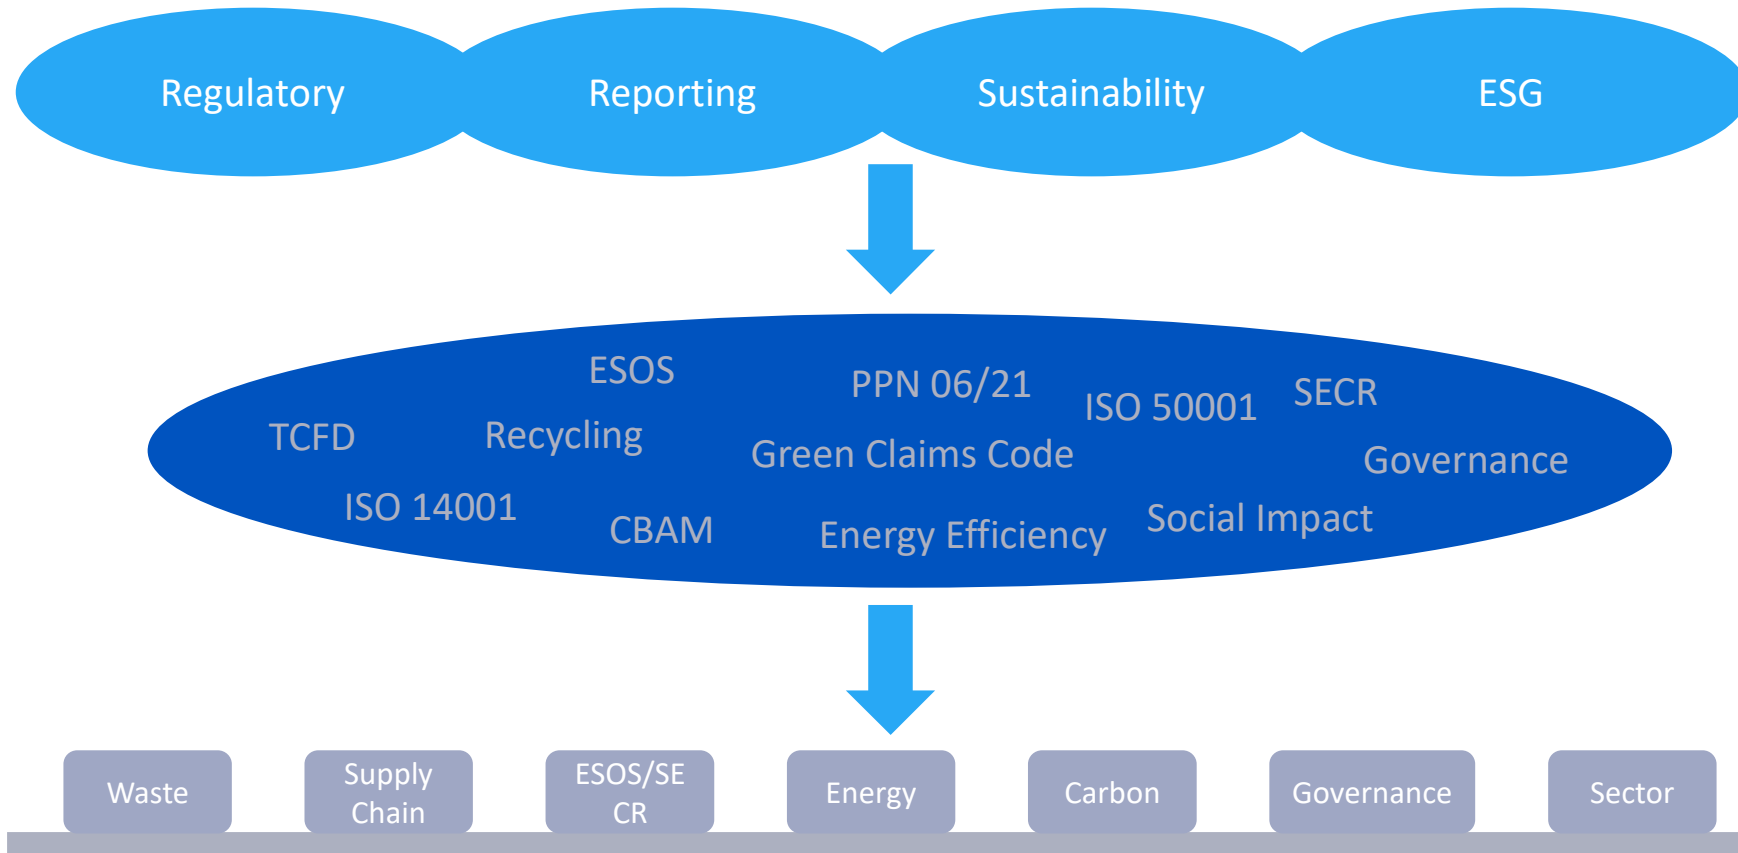 Regulatory
Reporting
Sustainability
ESG
ESOS
PPN 06/21
SECR
ISO 50001
TCFD
Recycling
Green Claims Code
Governance
ISO 14001
CBAM
Energy Efficiency
Social Impact
Waste
Supply
Chain
ESOS/SE
CR
Energy
Carbon
Governance
Sector